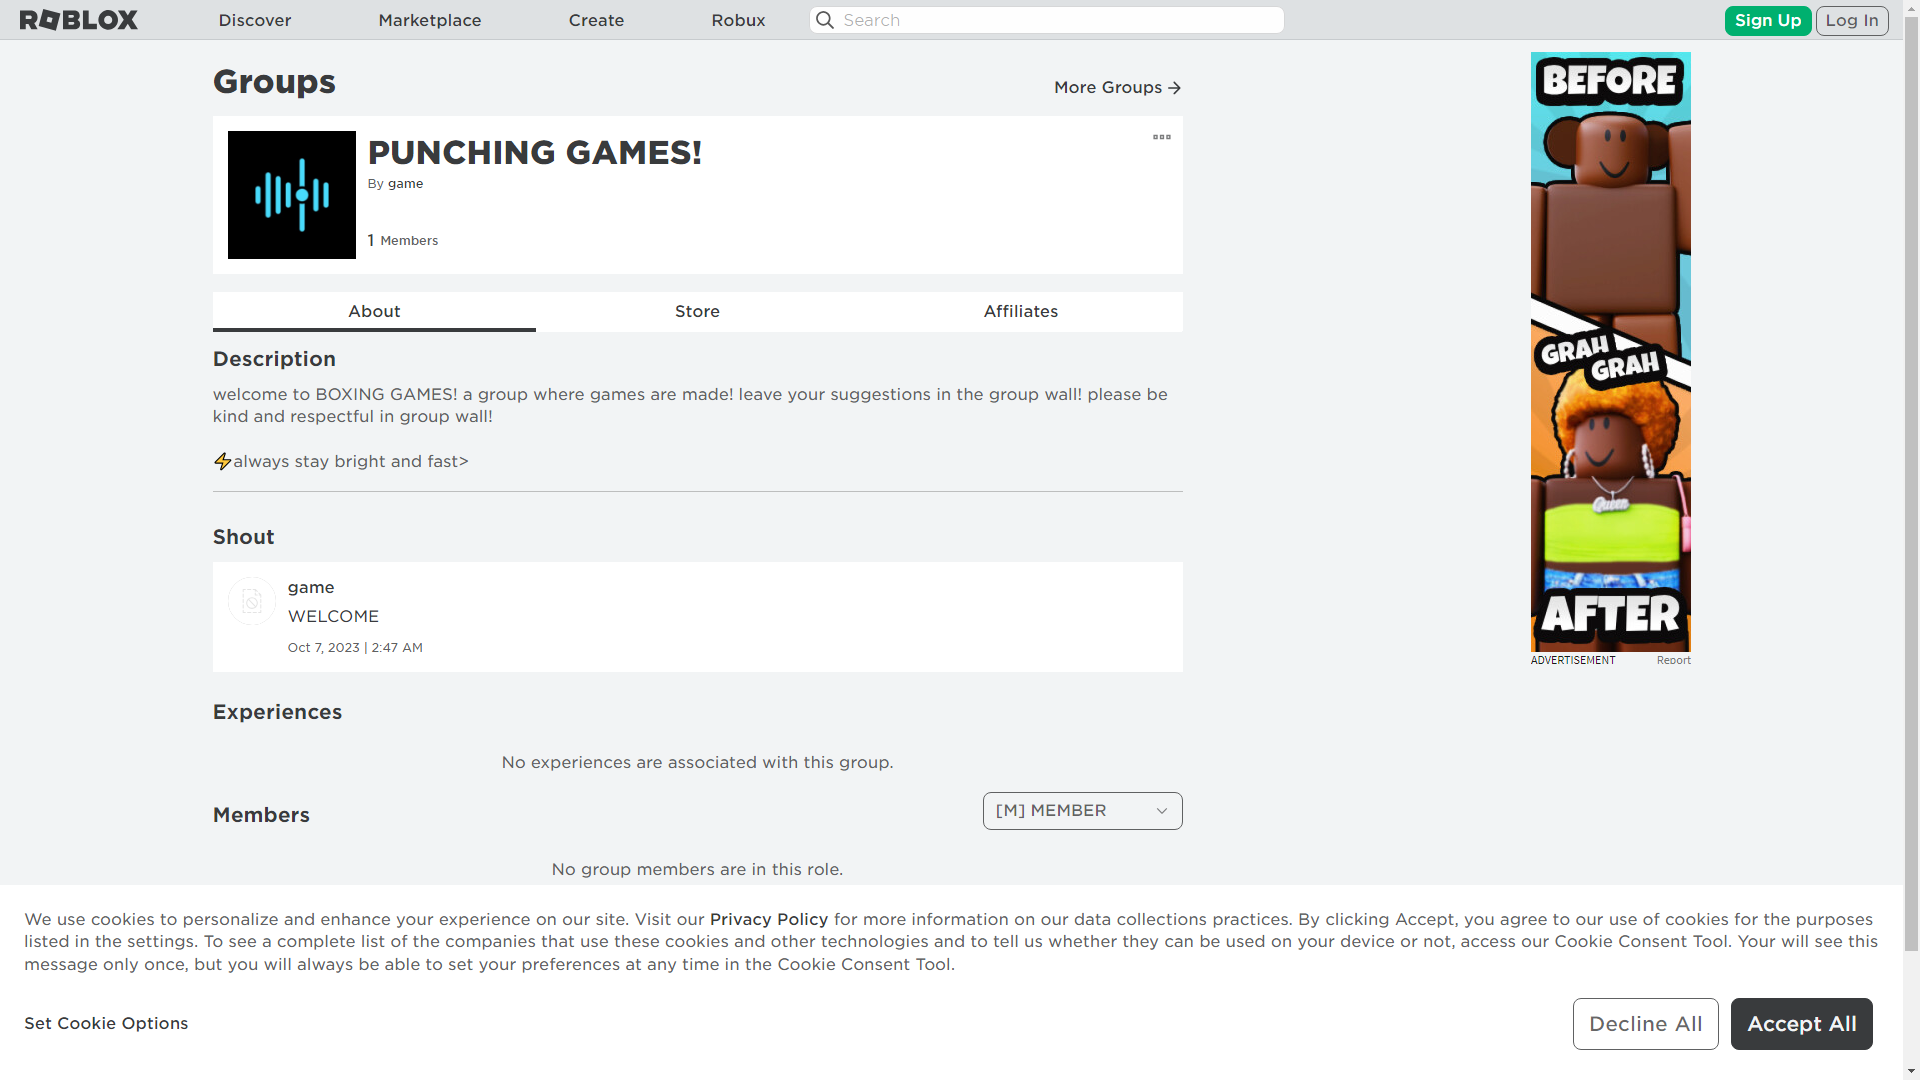 ROBLOX
Discover
Marketplace
Create
Robux
Search
Sign Up
Log In
Groups
More Groups
PUNCHING GAMES!
By game
1 Members
About
Store
Affiliates
Description
welcome to BOXING GAMES! a group where games are made! leave your suggestions in the group wall! please be
kind and respectful in group wall!
⚡always stay bright and fast>
Shout
game
WELCOME
Oct 7, 2023 | 2:47 AM
Experiences
No experiences are associated with this group.
Members
[M] MEMBER
No group members are in this role.
BEFORE
GRAH
GRAH
Queen
AFTER
ADVERTISEMENT
Report
We use cookies to personalize and enhance your experience on our site. Visit our Privacy Policy for more information on our data collections practices. By clicking Accept, you agree to our use of cookies for the purposes
listed in the settings. To see a complete list of the companies that use these cookies and other technologies and to tell us whether they can be used on your device or not, access our Cookie Consent Tool. Your will see this
message only once, but you will always be able to set your preferences at any time in the Cookie Consent Tool.
Set Cookie Options
Decline All
Accept All